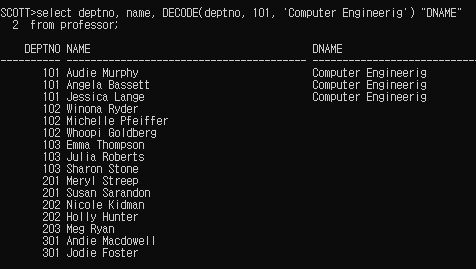 SCOTT>select deptno, name, DECODE(deptno, 101, 'Computer Engineerig') "DNAME"
  2  from professor;
    DEPTNO NAME                                     DNAME
---------- ---------------------------------------- -------------------
       101 Audie Murphy                             Computer Engineerig
       101 Angela Bassett                           Computer Engineerig
       101 Jessica Lange                            Computer Engineerig
       102 Winona Ryder
       102 Michelle Pfeiffer
       102 Whoopi Goldberg
       103 Emma Thompson
       103 Julia Roberts
       103 Sharon Stone
       201 Meryl Streep
       201 Susan Sarandon
       202 Nicole Kidman
       202 Holly Hunter
       203 Meg Ryan
       301 Andie Macdowell
       301 Jodie Foster